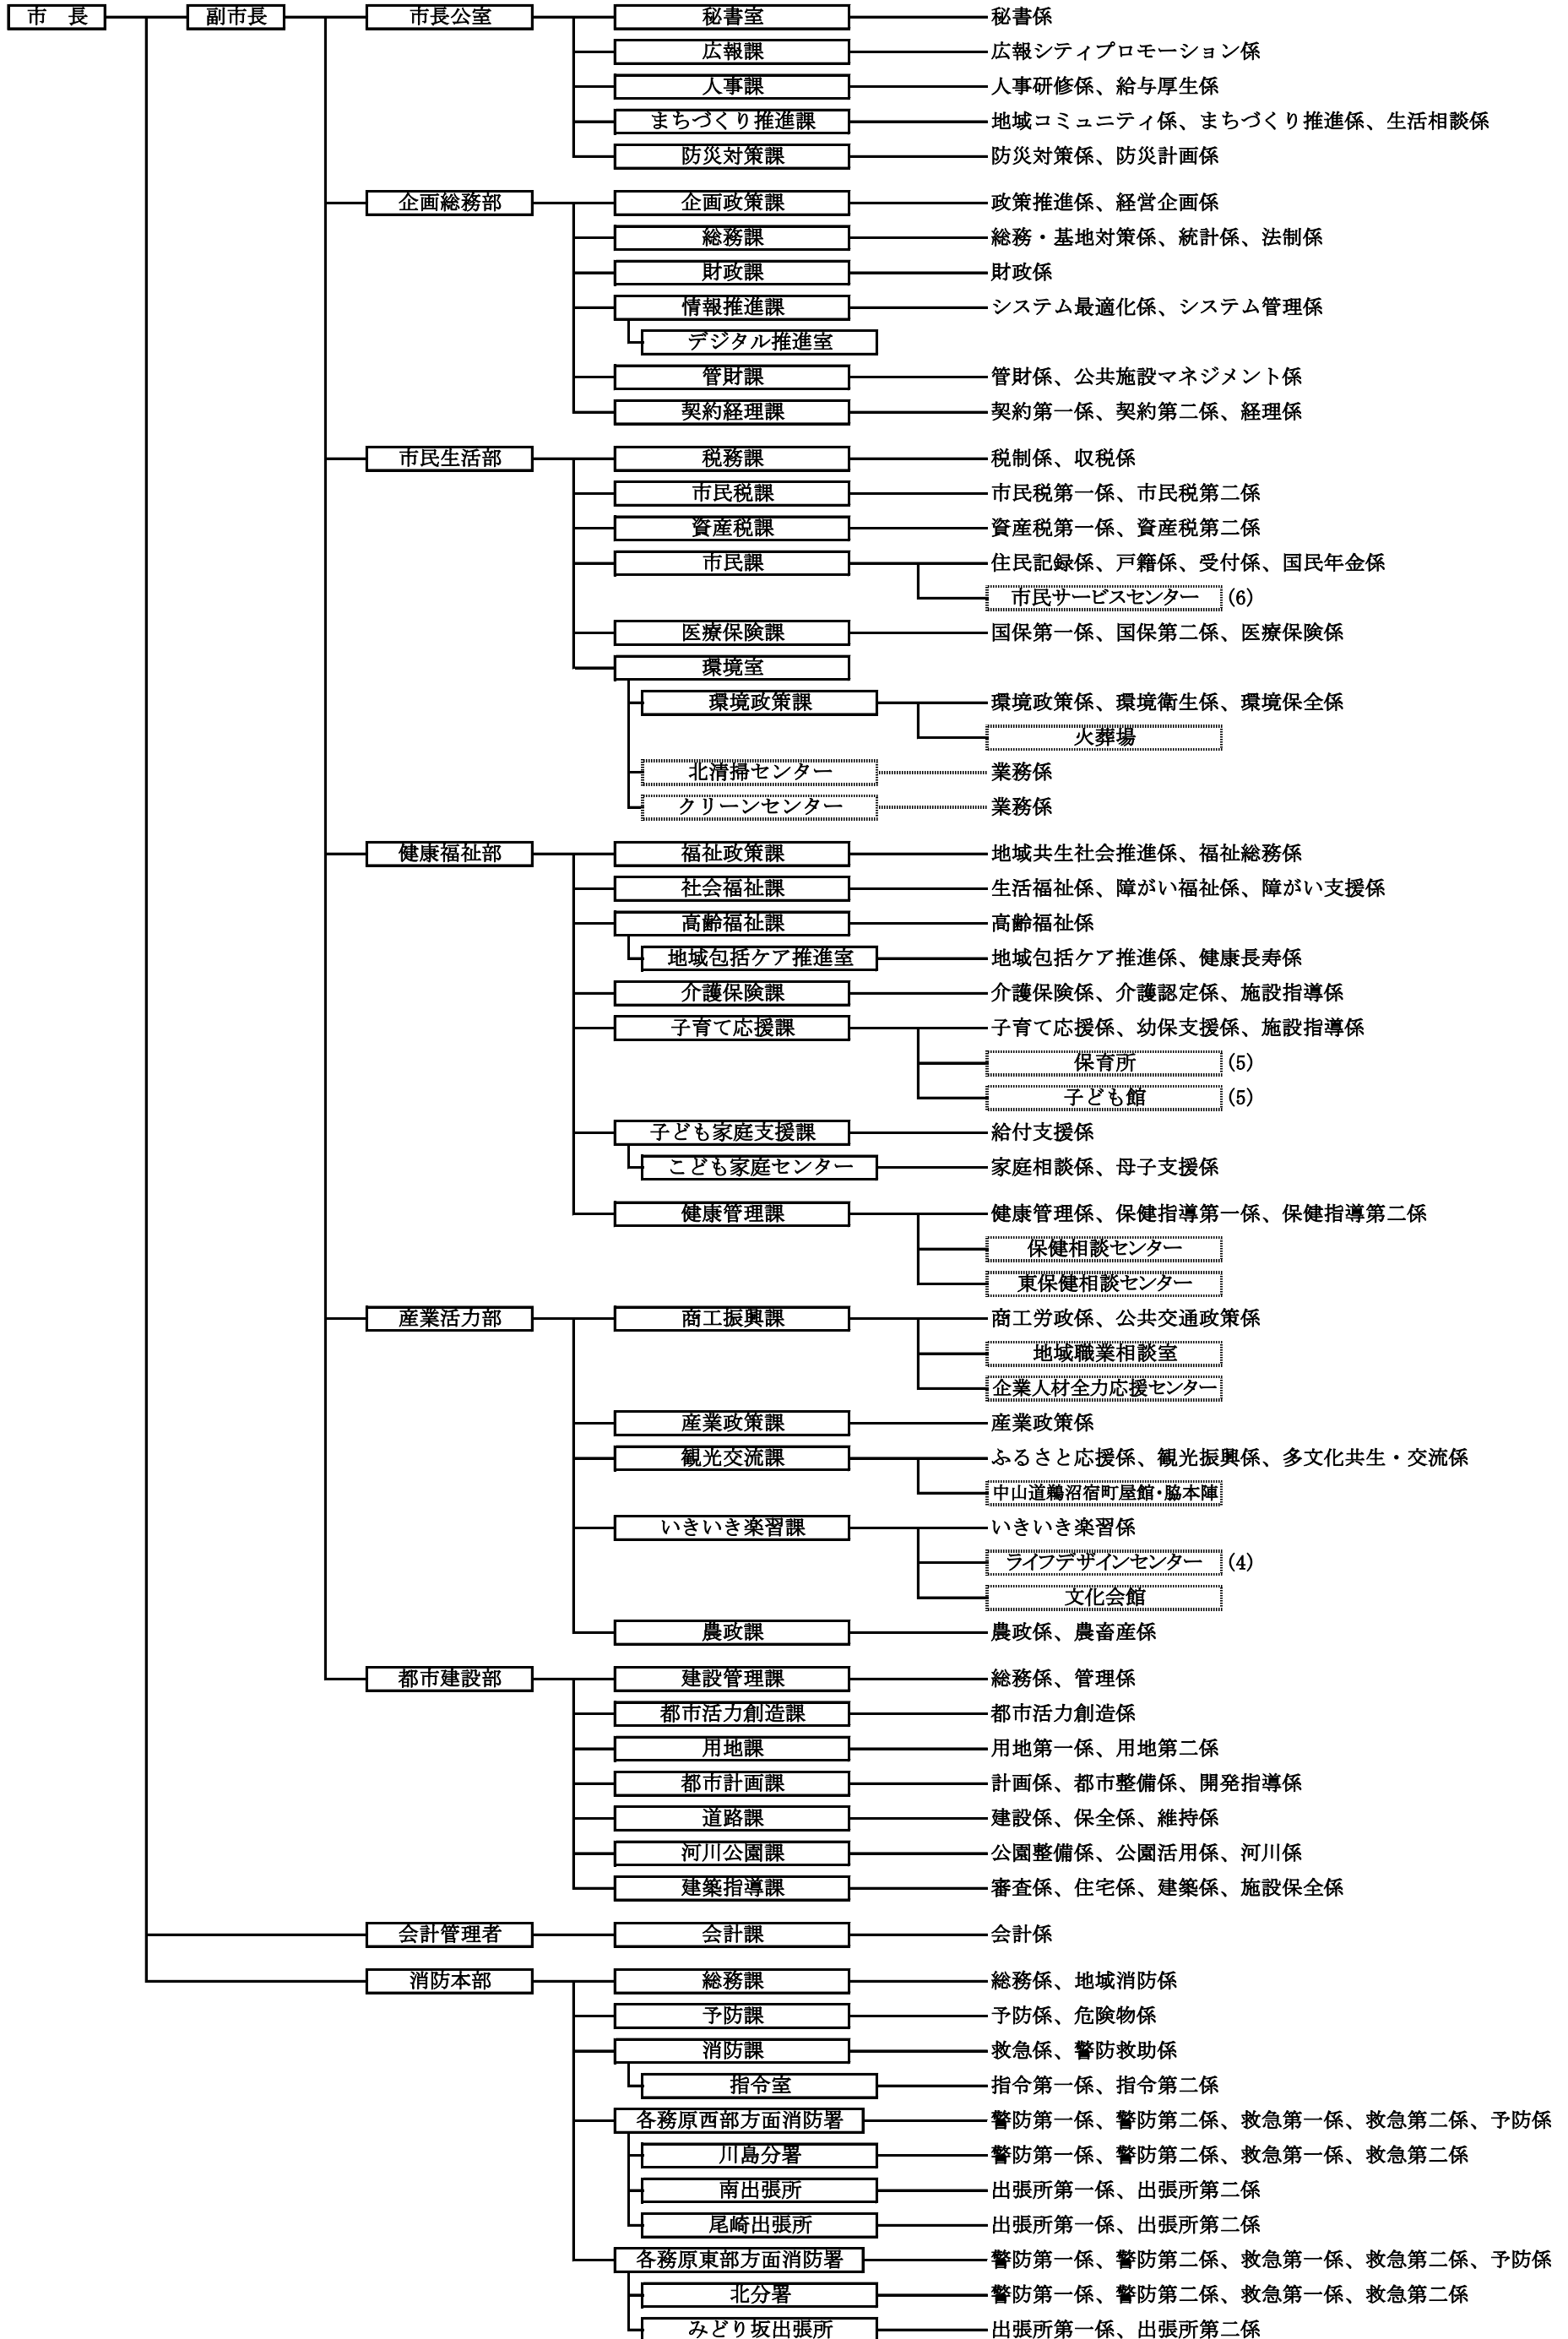 市　長 副市長 市長公室 秘書室 秘書係
広報課 広報シティプロモーション係
人事課 人事研修係、給与厚生係
まちづくり推進課 地域コミュニティ係、まちづくり推進係、生活相談係
防災対策課 防災対策係、防災計画係
企画総務部 企画政策課 政策推進係、経営企画係
総務課 総務・基地対策係、統計係、法制係
財政課 財政係
情報推進課 システム最適化係、システム管理係
デジタル推進室
管財課 管財係、公共施設マネジメント係
契約経理課 契約第一係、契約第二係、経理係
市民生活部 税務課 税制係、収税係
市民税課 市民税第一係、市民税第二係
資産税課 資産税第一係、資産税第二係
市民課 住民記録係、戸籍係、受付係、国民年金係
市民サービスセンター (6)
医療保険課 国保第一係、国保第二係、医療保険係
環境室
環境政策課 環境政策係、環境衛生係、環境保全係
火葬場
北清掃センター 業務係
クリーンセンター 業務係
健康福祉部 福祉政策課 地域共生社会推進係、福祉総務係
社会福祉課 生活福祉係、障がい福祉係、障がい支援係
高齢福祉課 高齢福祉係
地域包括ケア推進室 地域包括ケア推進係、健康長寿係
介護保険課 介護保険係、介護認定係、施設指導係
子育て応援課 子育て応援係、幼保支援係、施設指導係
保育所 (5)
子ども館 (5)
子ども家庭支援課 給付支援係
こども家庭センター 家庭相談係、母子支援係
健康管理課 健康管理係、保健指導第一係、保健指導第二係
保健相談センター
東保健相談センター
産業活力部 商工振興課 商工労政係、公共交通政策係
地域職業相談室
企業人材全力応援センター
産業政策課 産業政策係
観光交流課 ふるさと応援係、観光振興係、多文化共生・交流係
中山道鵜沼宿町屋館・脇本陣
いきいき楽習課 いきいき楽習係
ライフデザインセンター (4)
文化会館
農政課 農政係、農畜産係
都市建設部 建設管理課 総務係、管理係
都市活力創造課 都市活力創造係
用地課 用地第一係、用地第二係
都市計画課 計画係、都市整備係、開発指導係
道路課 建設係、保全係、維持係
河川公園課 公園整備係、公園活用係、河川係
建築指導課 審査係、住宅係、建築係、施設保全係
会計管理者 会計課 会計係
消防本部 総務課 総務係、地域消防係
予防課 予防係、危険物係
消防課 救急係、警防救助係
指令室 指令第一係、指令第二係
各務原西部方面消防署 警防第一係、警防第二係、救急第一係、救急第二係、予防係
川島分署 警防第一係、警防第二係、救急第一係、救急第二係
南出張所 出張所第一係、出張所第二係
尾崎出張所 出張所第一係、出張所第二係
各務原東部方面消防署 警防第一係、警防第二係、救急第一係、救急第二係、予防係
北分署 警防第一係、警防第二係、救急第一係、救急第二係
みどり坂出張所 出張所第一係、出張所第二係